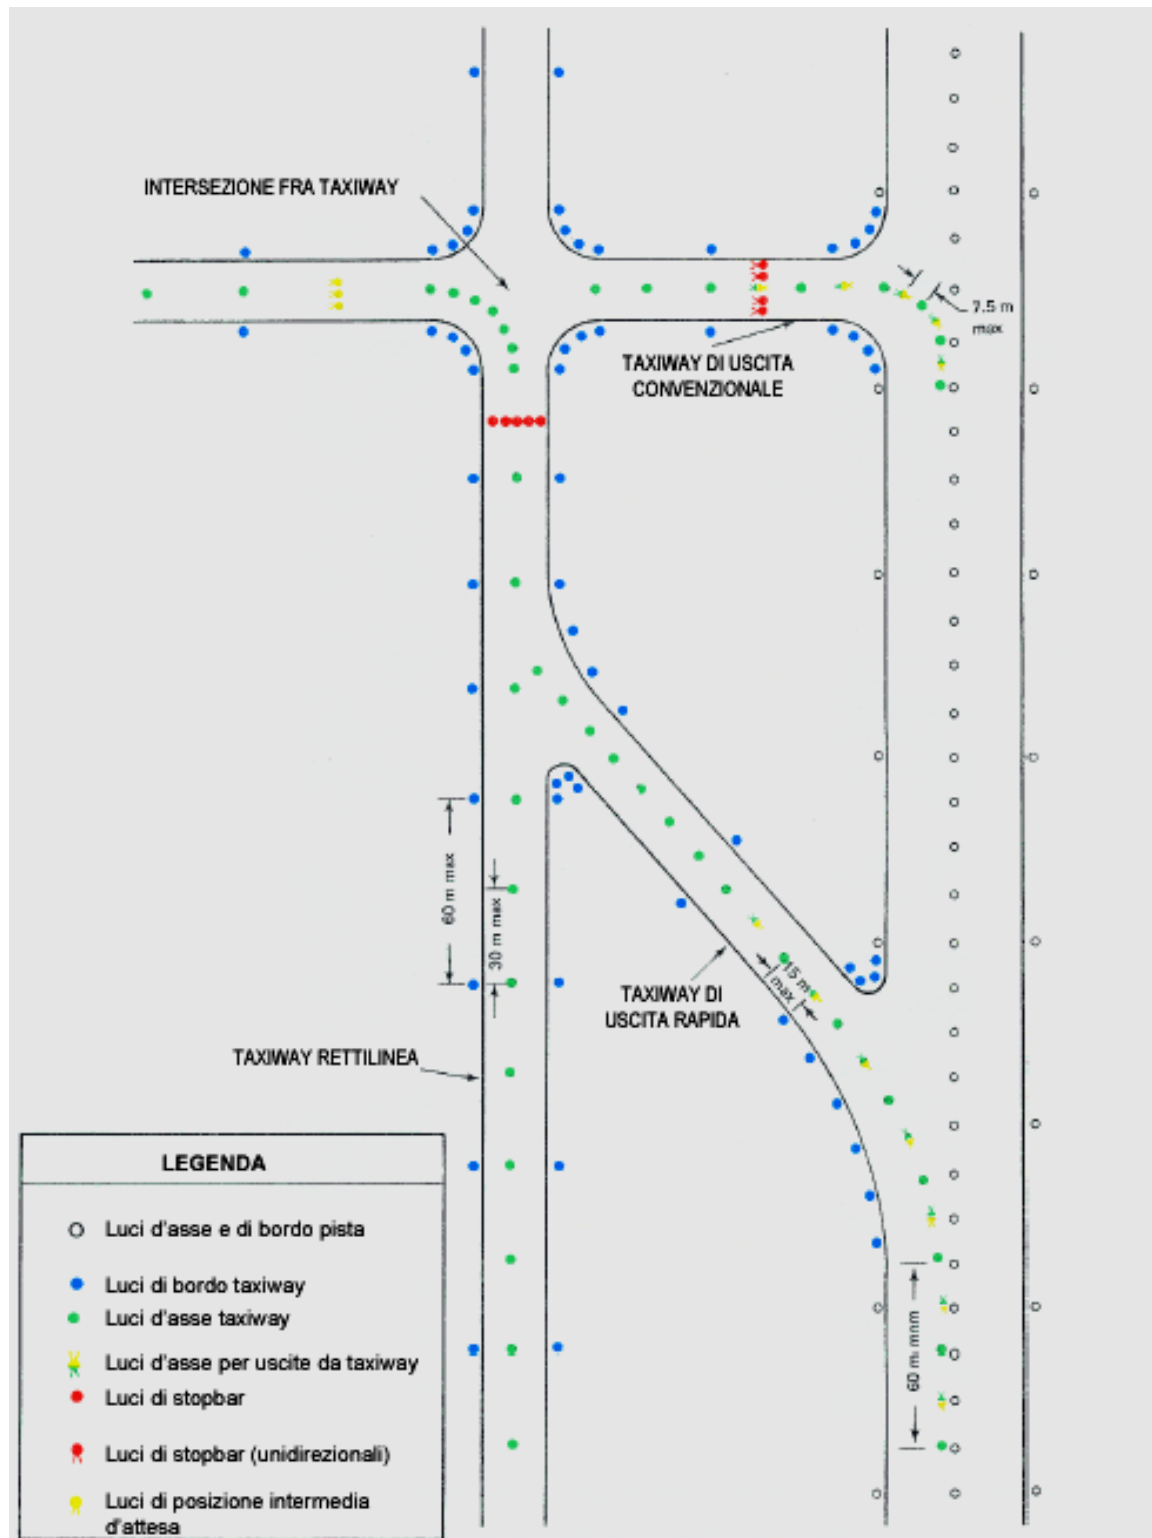 INTERSEZIONE FRA TAXIWAY
7.5 m
max
TAXIWAY DI USCITA
CONVENZIONALE
60 m max
30 m max
15 m
max
TAXIWAY DI
USCITA RAPIDA
TAXIWAY RETTILINEA
60 m. mnm
LEGENDA
Luci d'asse e di bordo pista
Luci di bordo taxiway
Luci d'asse taxiway
Luci d'asse per uscite da taxiway
Luci di stopbar
Luci di stopbar (unidirezionali)
Luci di posizione intermedia
d'attesa